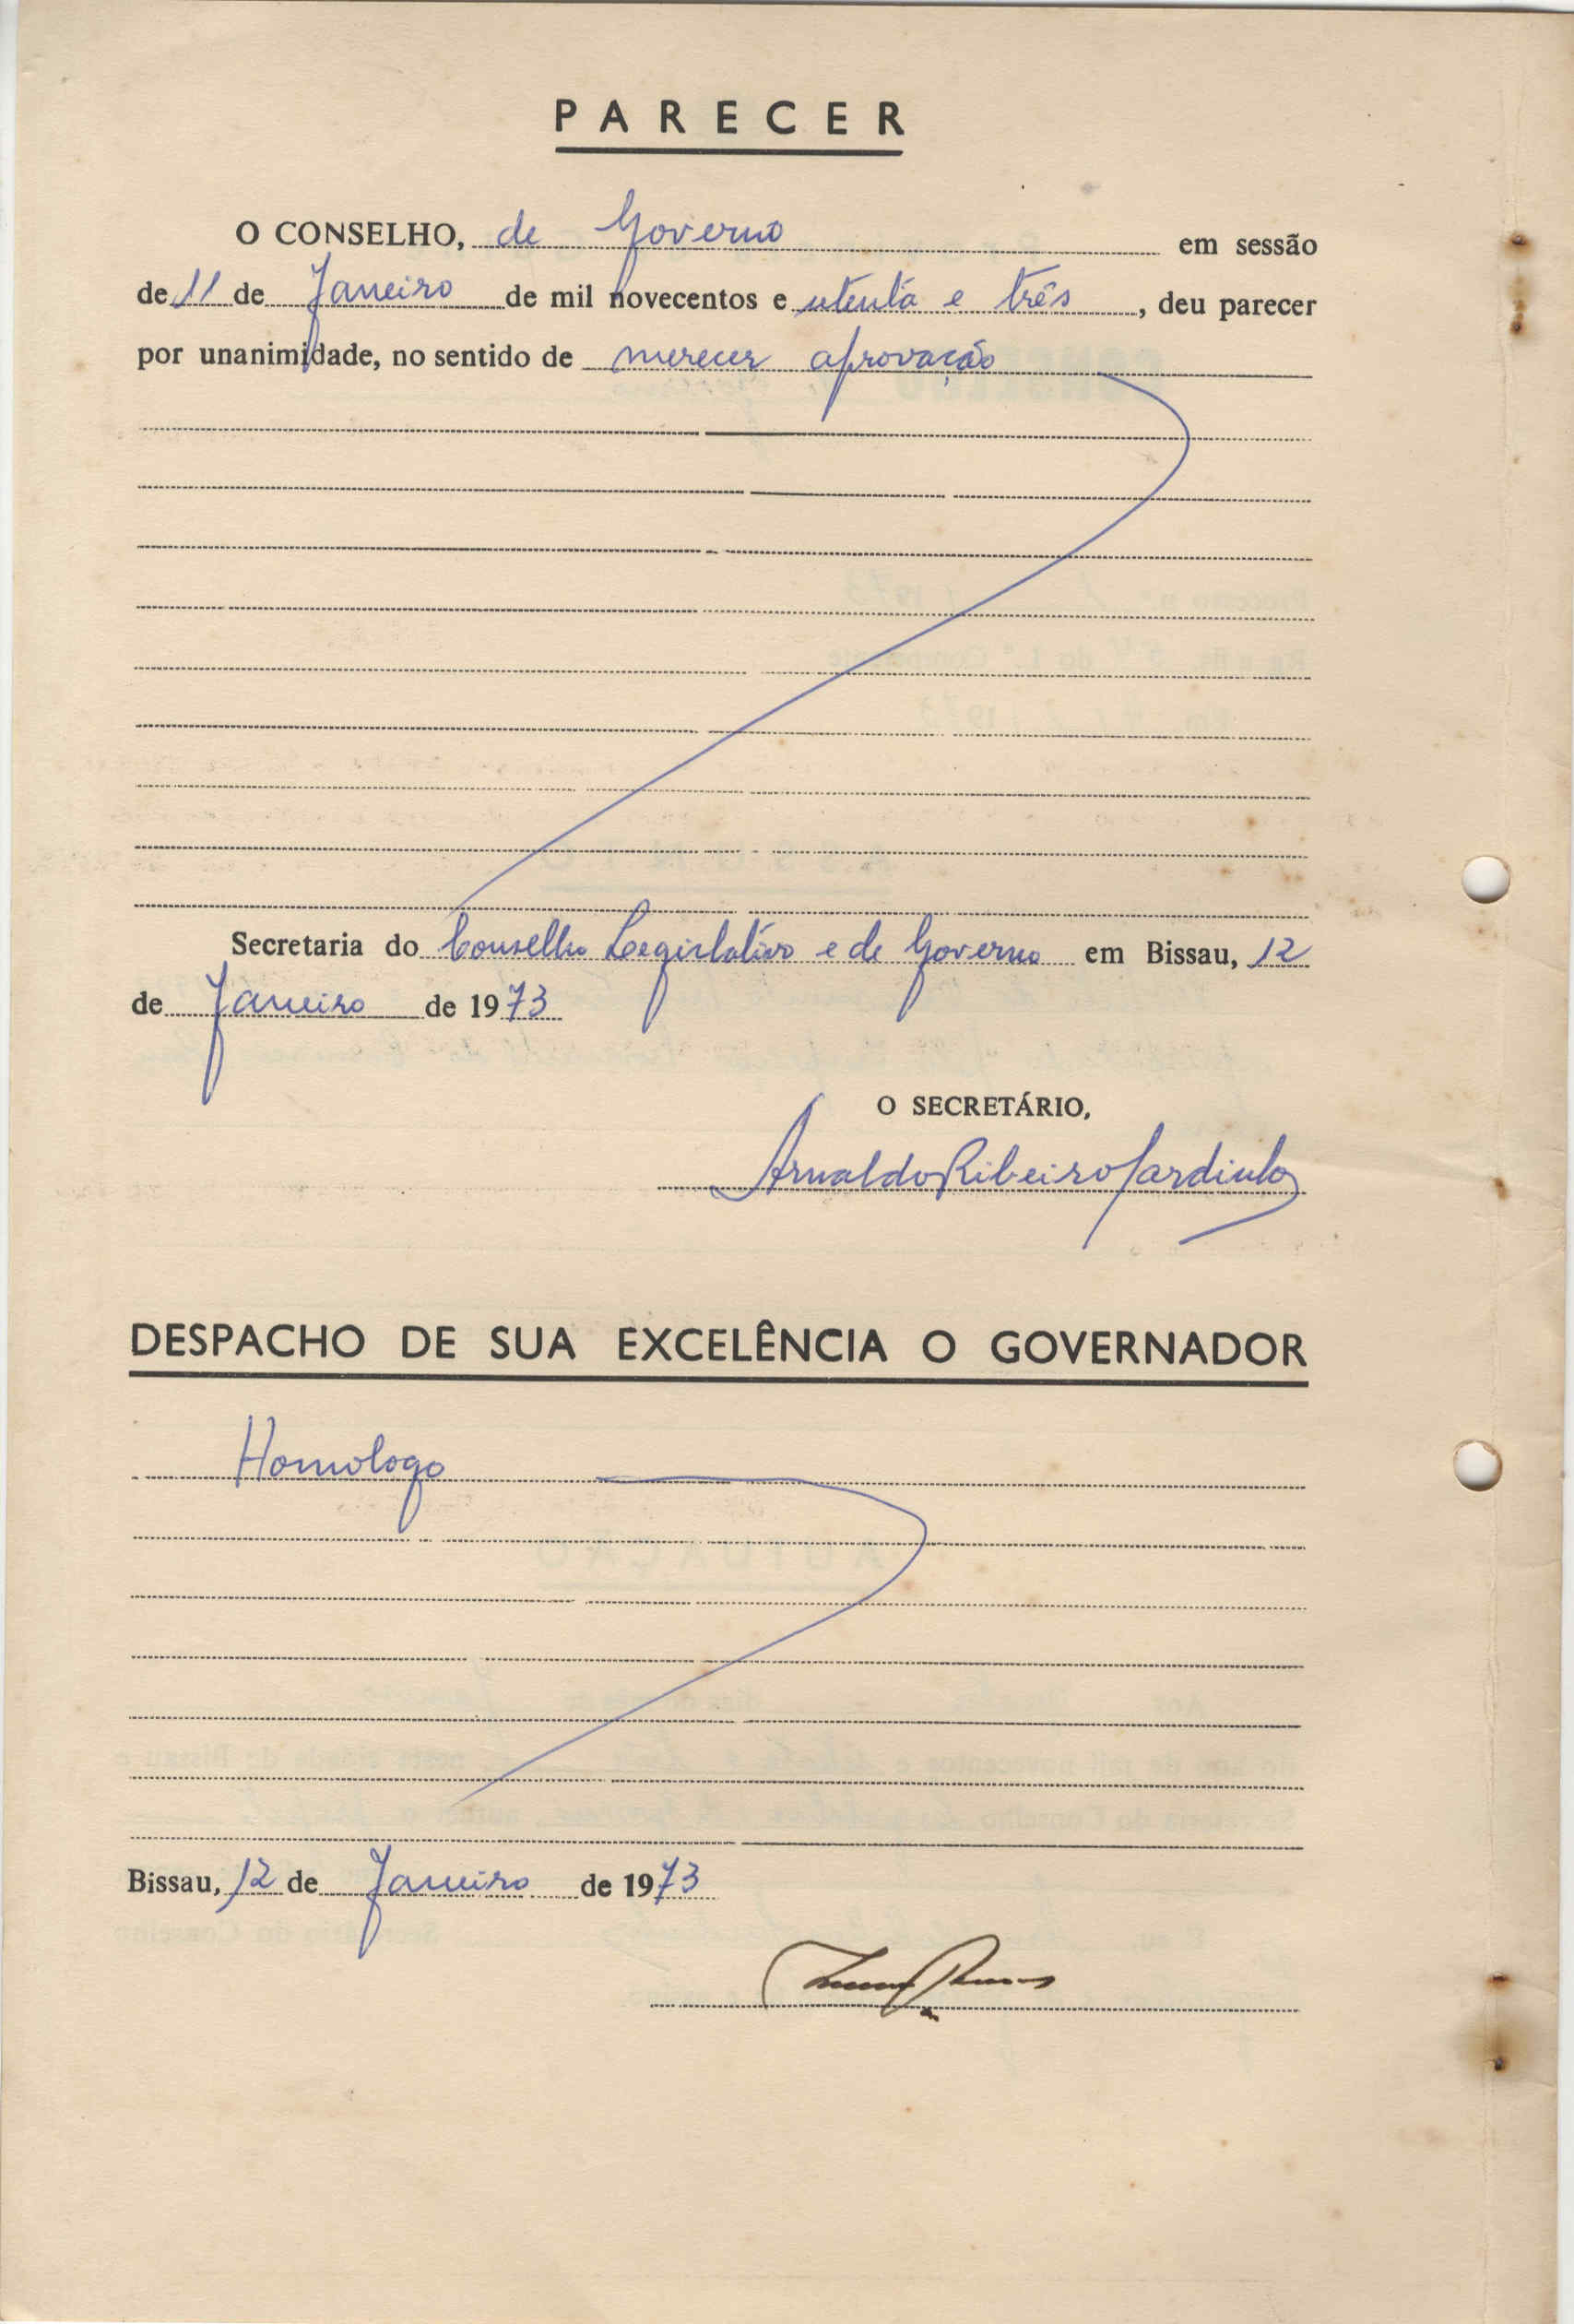 PARECER
O CONSELHO, de Governo em sessão
de 11 de Janeiro de mil novecentos e setenta e três, deu parecer
por unanimidade, no sentido de merecer aprovação
Secretaria do Conselho Legislativo e de Governo em Bissau, 12
de Janeiro de 1973
O SECRETÁRIO,
Arnaldo Ribeiro Sardinha
DESPACHO DE SUA EXCELÊNCIA O GOVERNADOR
Homologo
Bissau, 12 de Janeiro de 1973